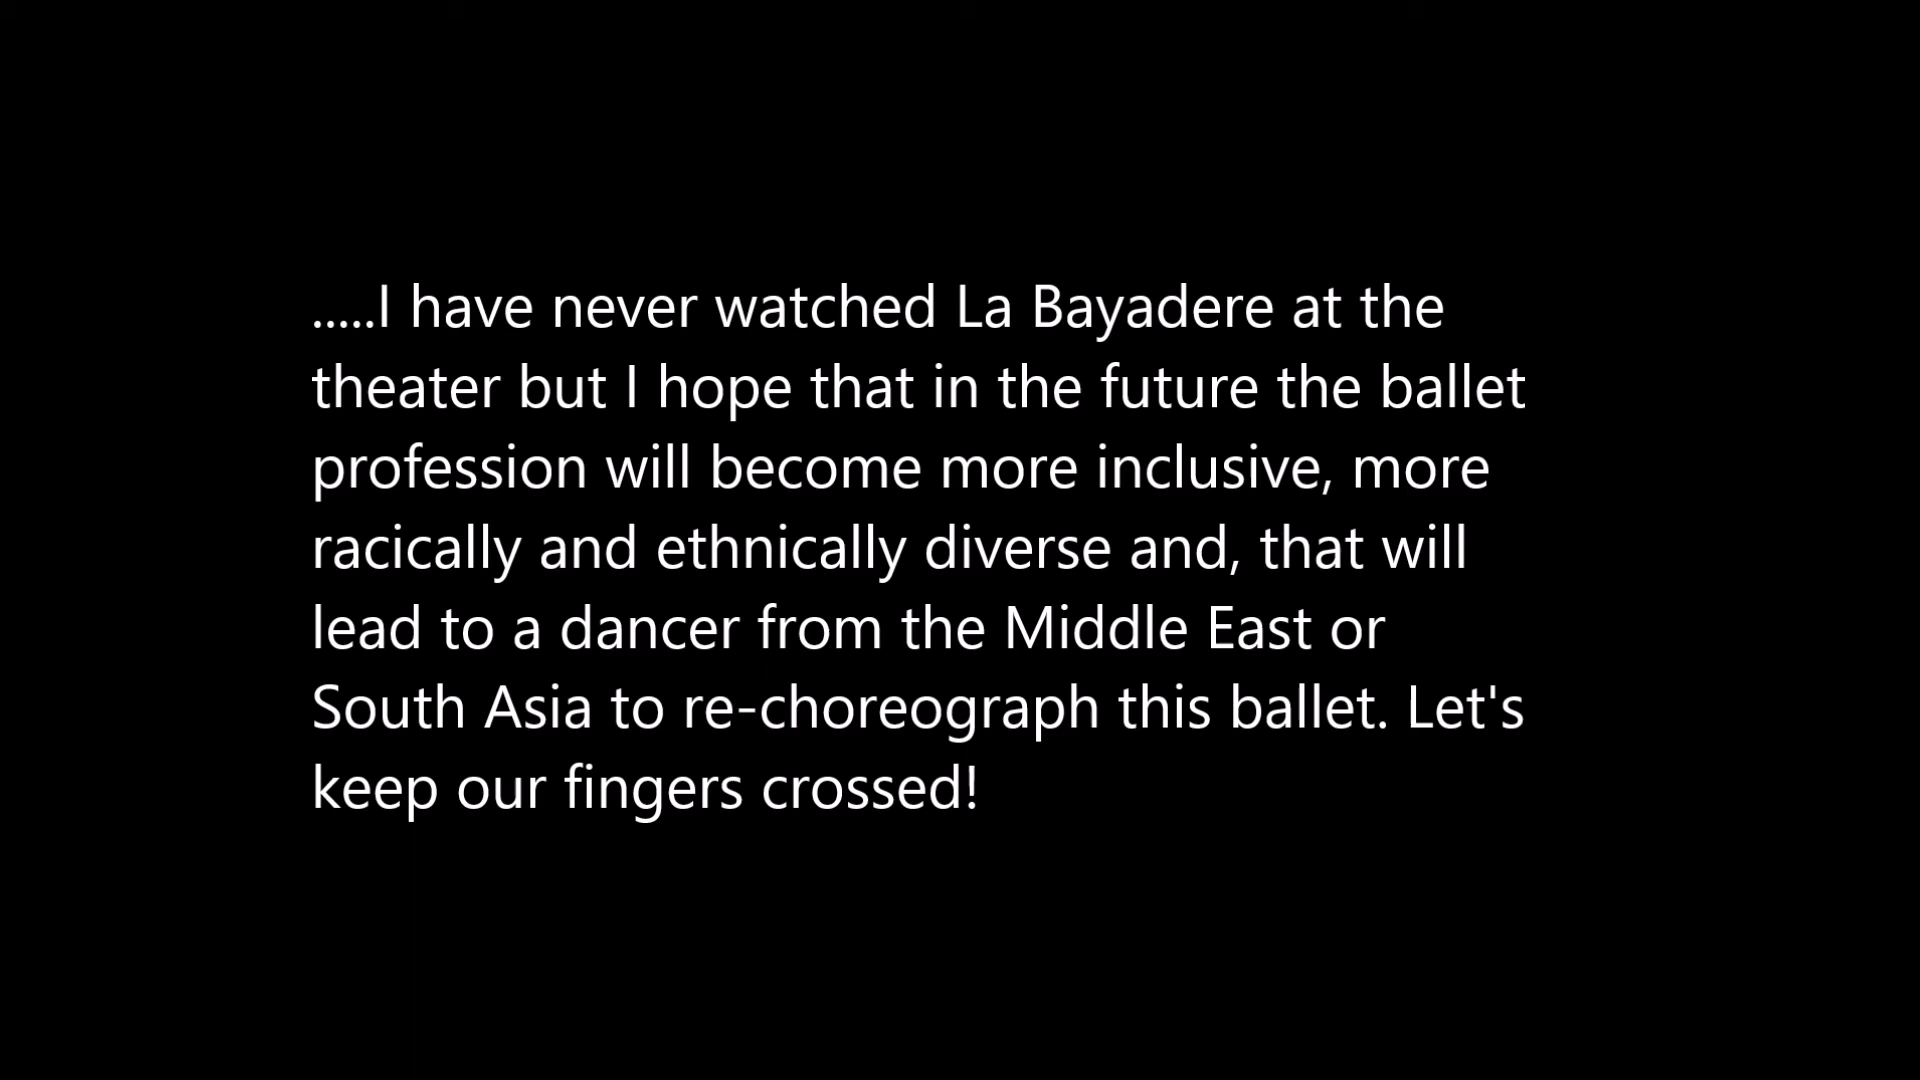 .....I have never watched La Bayadere at the
theater but I hope that in the future the ballet
profession will become more inclusive, more
racically and ethnically diverse and, that will
lead to a dancer from the Middle East or
South Asia to re-choreograph this ballet. Let's
keep our fingers crossed!